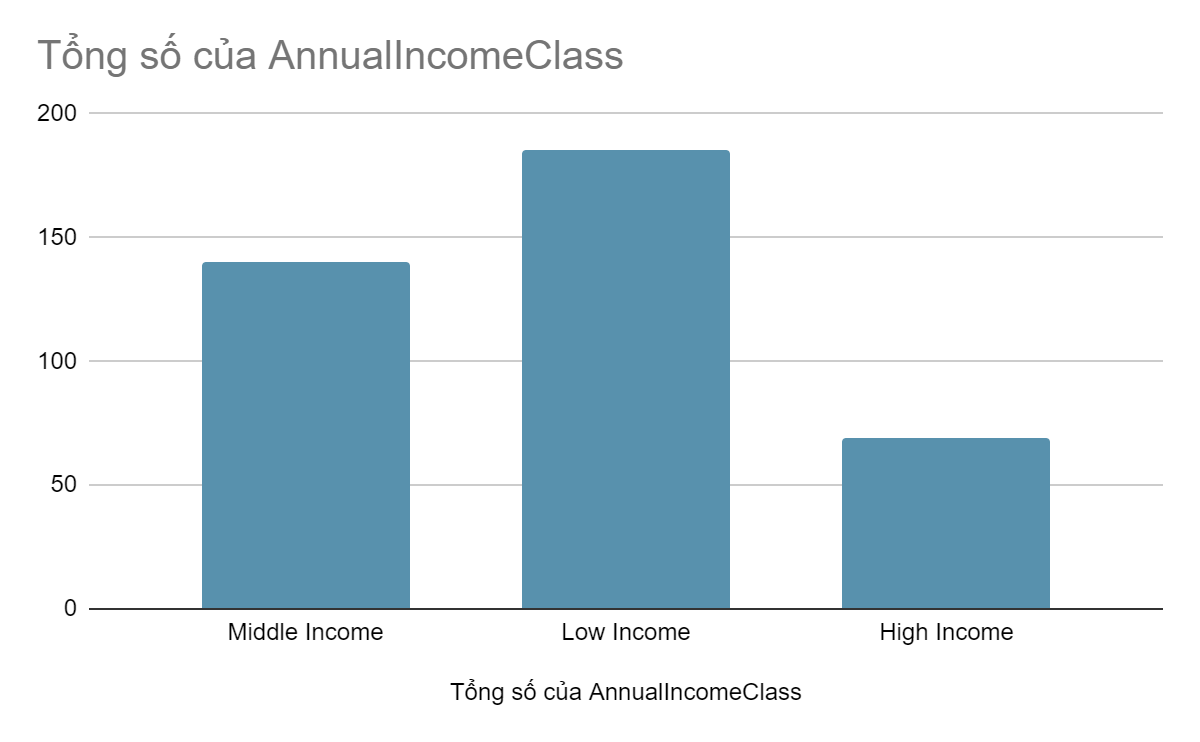 Tổng số của AnnualIncomeClass
200
150
100
50
0
Middle Income
Low Income
High Income
Tổng số của AnnualIncomeClass